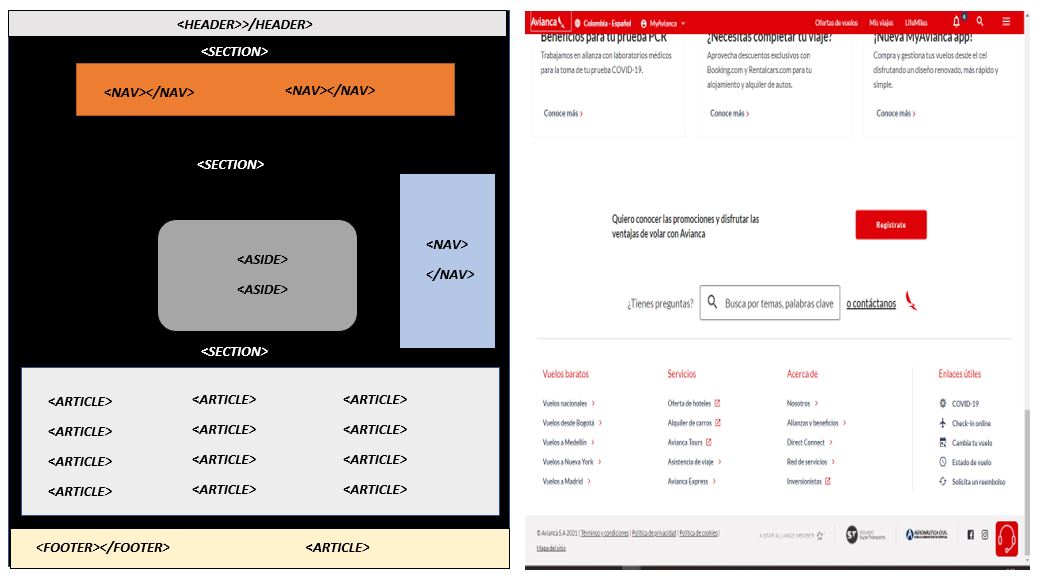 <HEADER>>/HEADER>
<SECTION>
<NAV></NAV> <NAV></NAV>
<SECTION>
<NAV>
</NAV>
<ASIDE>
<ASIDE>
<SECTION>
<ARTICLE> <ARTICLE> <ARTICLE>
<ARTICLE> <ARTICLE> <ARTICLE>
<ARTICLE> <ARTICLE> <ARTICLE>
<ARTICLE> <ARTICLE> <ARTICLE>
<FOOTER></FOOTER> <ARTICLE>
Avianca Colombia - Español MyAvianca Ofertas de vuelos Mis viajes LifeMiles
Beneficios para tu prueba PCR
Trabajamos en alianza con laboratorios médicos
para la toma de tu prueba COVID-19.
Conoce más >
¿Necesitas completar tu viaje?
Aprovecha descuentos exclusivos con
Booking.com y Rentalcars.com para tu
alojamiento y alquiler de autos.
Conoce más >
¡Nueva MyAvianca app!
Compra y gestiona tus vuelos desde el cel
disfrutando un diseño renovado, más rápido y
simple.
Conoce más >
Quiero conocer las promociones y disfrutar las
ventajas de volar con Avianca
Regístrate
¿Tienes preguntas? Busca por temas, palabras clave o contáctanos
Vuelos baratos
Vuelos nacionales >
Vuelos desde Bogotá >
Vuelos a Medellín >
Vuelos a Nueva York >
Vuelos a Madrid >
Servicios
Oferta de hoteles
Alquiler de carros
Avianca Tours
Asistencia de viaje >
Avianca Express >
Acerca de
Nosotros >
Alianzas y beneficios >
Direct Connect >
Red de servicios >
Inversionistas
Enlaces útiles
COVID-19
Check-in online
Cambia tu vuelo
Estado de vuelo
Solicita un reembolso
© Avianca S.A 2021 | Términos y condiciones | Política de privacidad | Política de cookies |
Mapa del sitio
A STAR ALLIANCE MEMBER
ST VIGILADO
SuperTransporte
AERONÁUTICA CIVIL